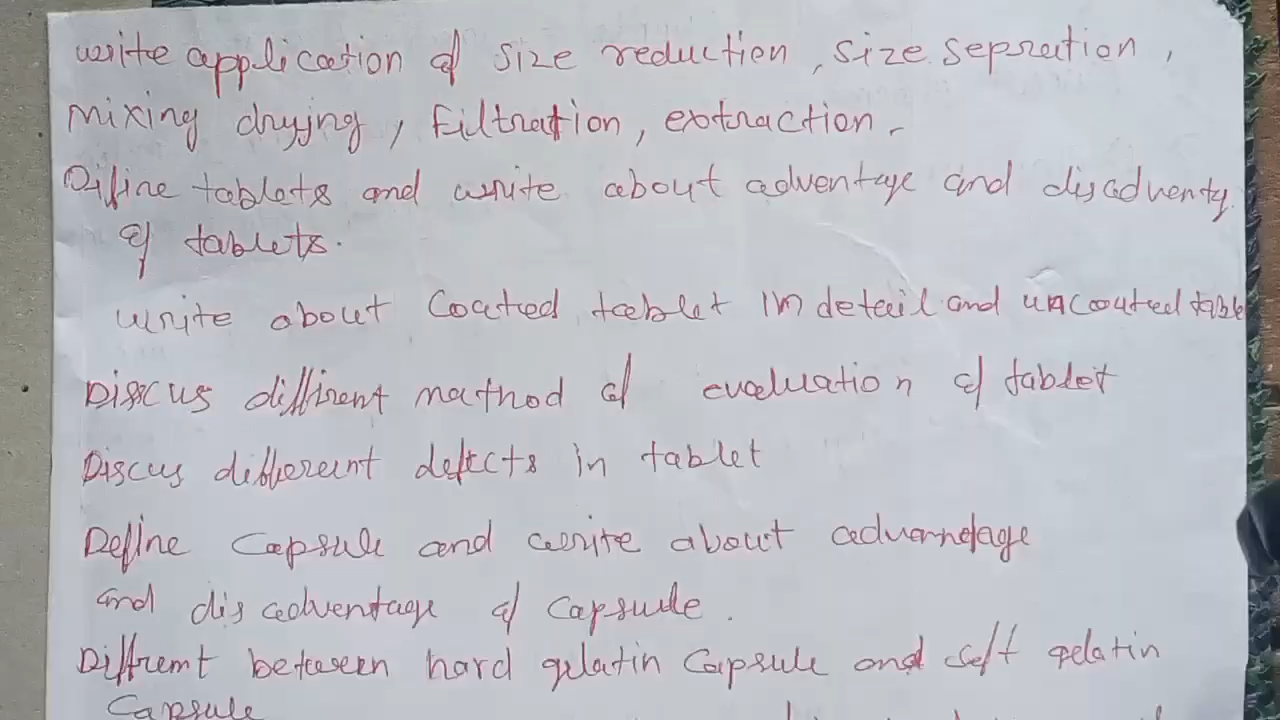 write application of size reduction, size sepration,
mixing drying, Filtration, extraction.
Difine tablets and write about adventage and disadventg
of tablets.
write about Coated tablet in detail and uncoated table
Discus diffirent mathod of evaluation of tablet
Discus different defects in tablet
Define Capsule and write about advantage
and disadventage of Capsule.
Diffrent between hard gelatin Capsule and soft gelatin
Capsule